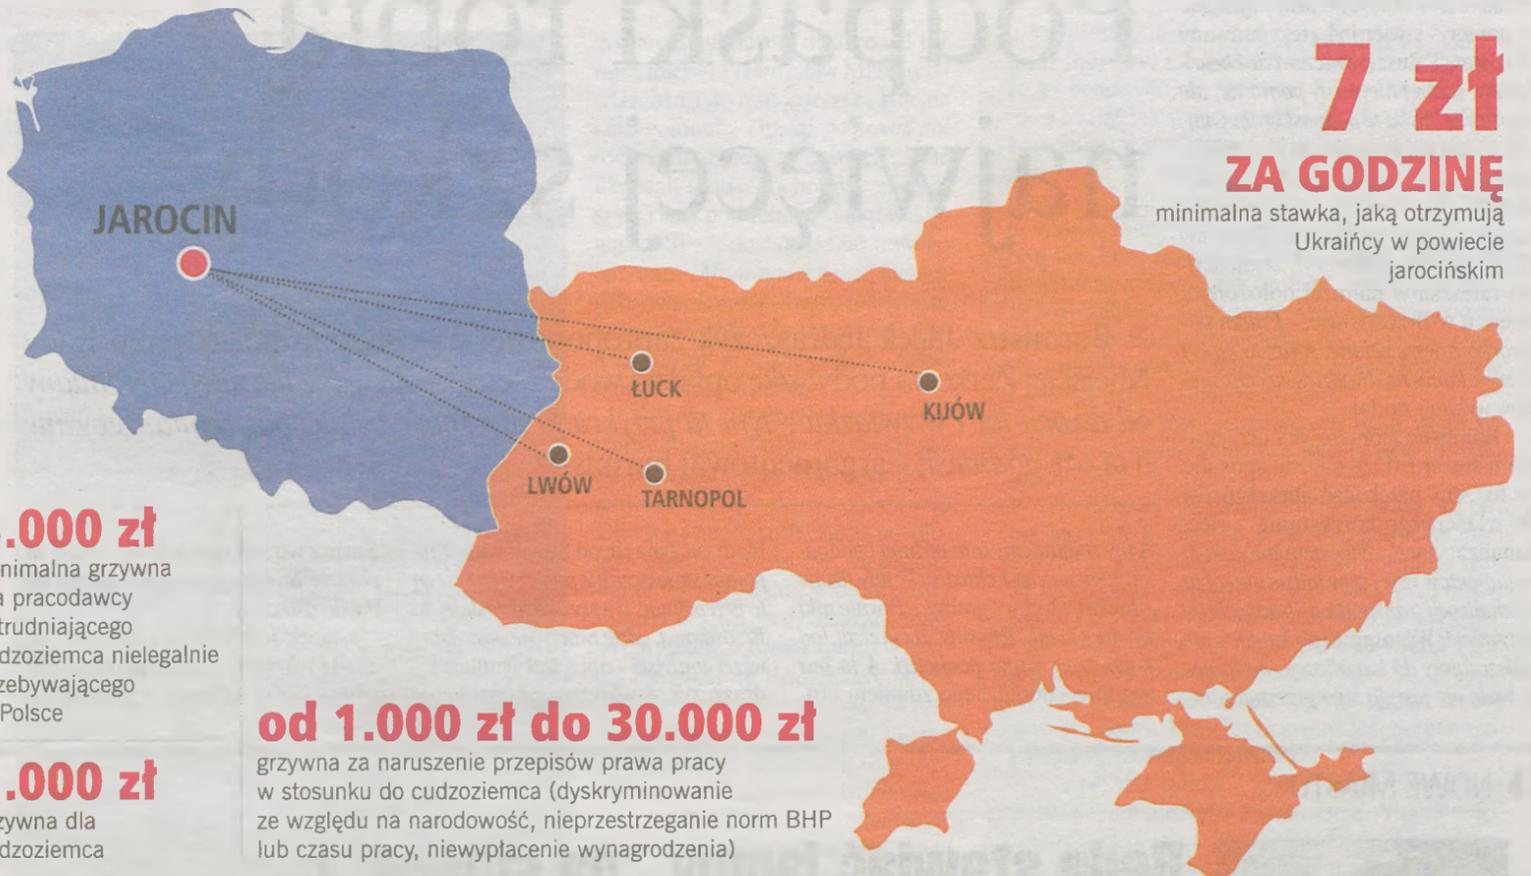 7 zł
ZA GODZINĘ
minimalna stawka, jaką otrzymują
Ukraińcy w powiecie
jarocińskim
JAROCIN
ŁUCK
KIJÓW
LWÓW
TARNOPOL
.000 zł
nimalna grzywna
a pracodawcy
trudniającego
dzoziemca nielegalnie
zebywającego
Polsce
.000 zł
zywna dla
dzoziemca
od 1.000 zł do 30.000 zł
grzywna za naruszenie przepisów prawa pracy
w stosunku do cudzoziemca (dyskryminowanie
ze względu na narodowość, nieprzestrzeganie norm BHP
lub czasu pracy, niewypłacenie wynagrodzenia)